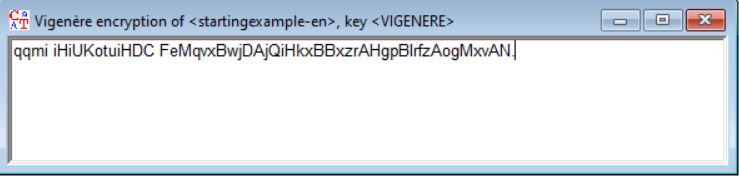 Vigenère encryption of <startingexample-en>, key <VIGENERE>
qqmi iHiUKotuiHDC FeMqvxBwjDAjQiHkxBBxzrAHgpBlrfzAogMxvAN.